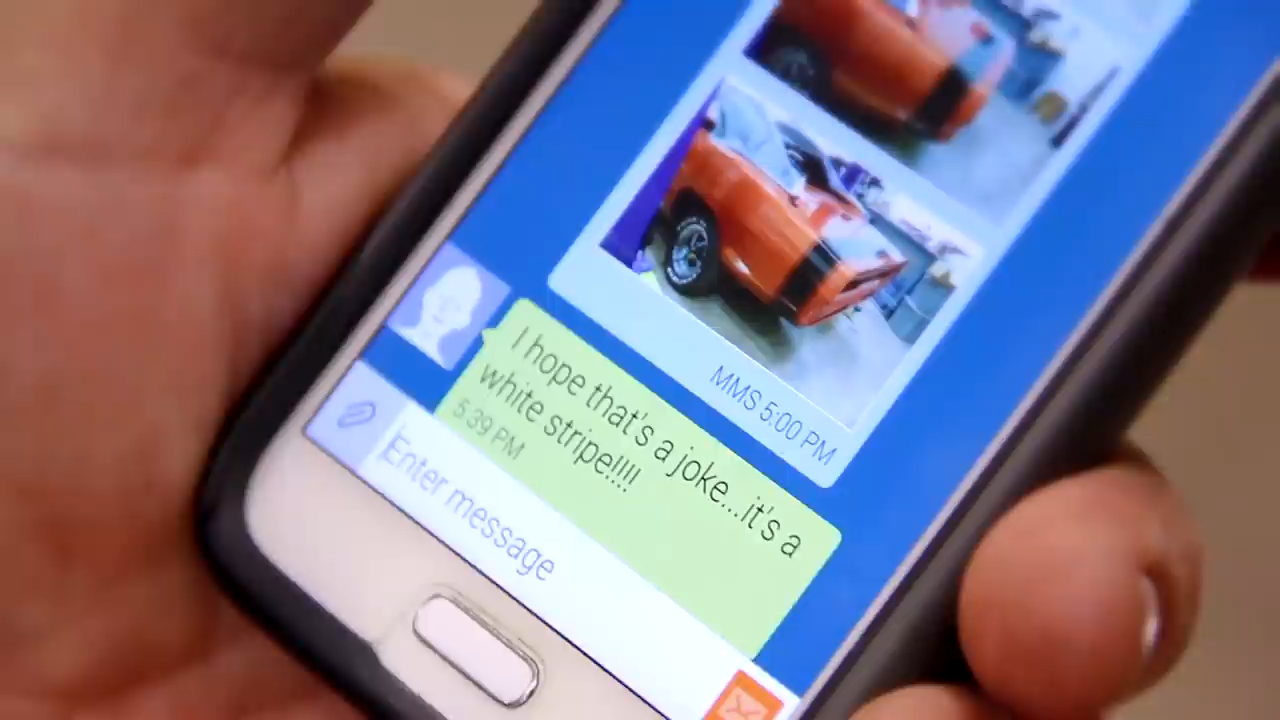 MMS 5:00 PM
I hope that's a joke...it's a
white stripe!!!!
5:39 PM
Enter message